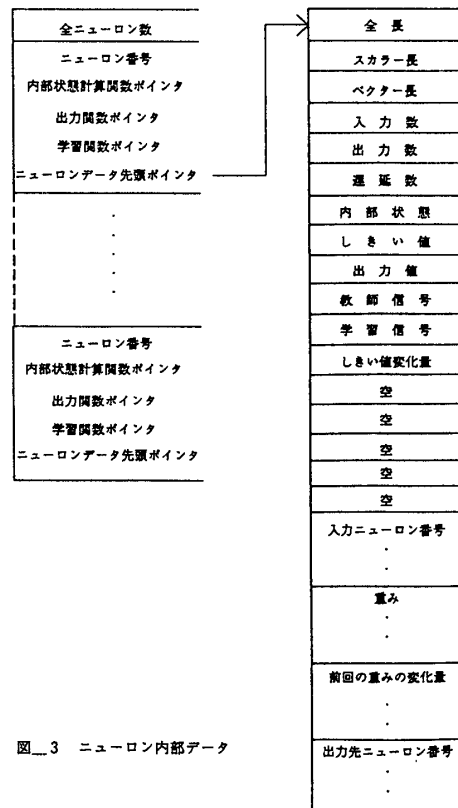 全ニューロン数
ニューロン番号
内部状態計算関数ポインタ
出力関数ポインタ
学習関数ポインタ
ニューロンデータ先頭ポインタ
ニューロン番号
内部状態計算関数ポインタ
出力関数ポインタ
学習関数ポインタ
ニューロンデータ先頭ポインタ
全長
スカラー長
ベクター長
入力数
出力数
遅延数
内部状態
しきい値
出力値
教師信号
学習信号
しきい値変化量
空
空
空
空
空
入力ニューロン番号
重み
前回の重みの変化量
出力先ニューロン番号
図_3 ニューロン内部データ